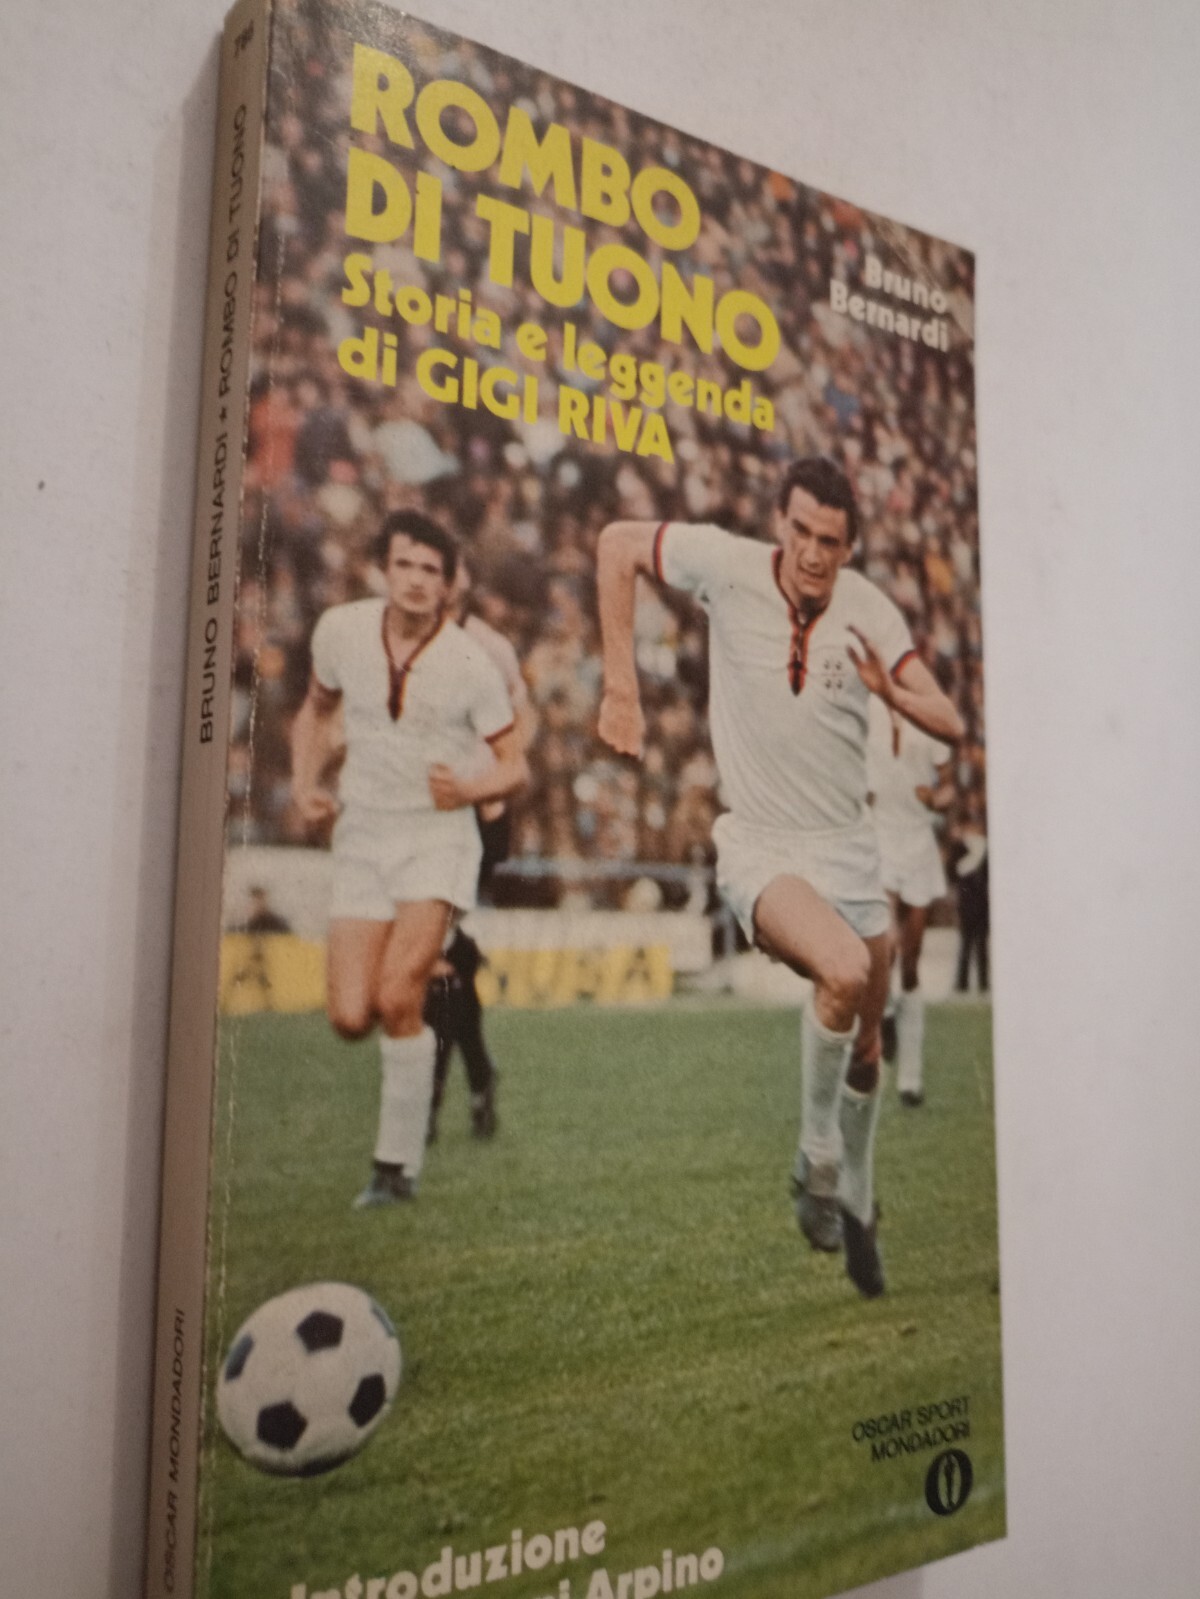 ROMBO
DI TUONO
Storia e leggenda
di GIGI RIVA
Bruno
Bernardi
OSCAR SPORT
MONDADORI
Introduzione
Arpino
BRUNO BERNARDI ★ ROMBO DI TUONO
OSCAR MONDADORI